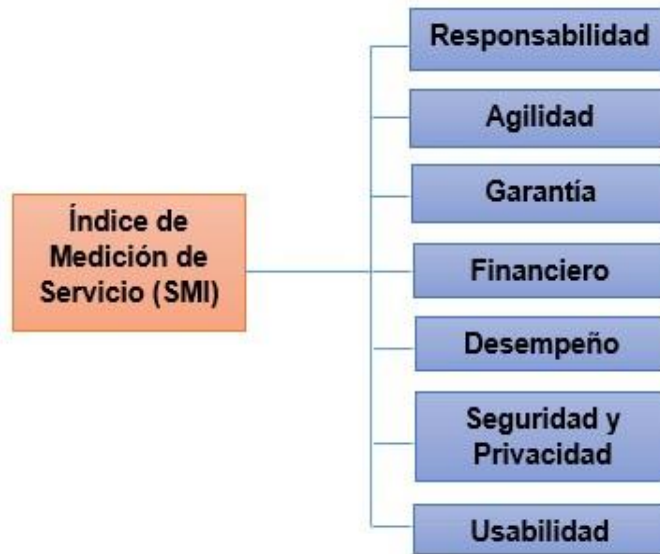 Índice de
Medición de
Servicio (SMI)
Responsabilidad
Agilidad
Garantía
Financiero
Desempeño
Seguridad y
Privacidad
Usabilidad